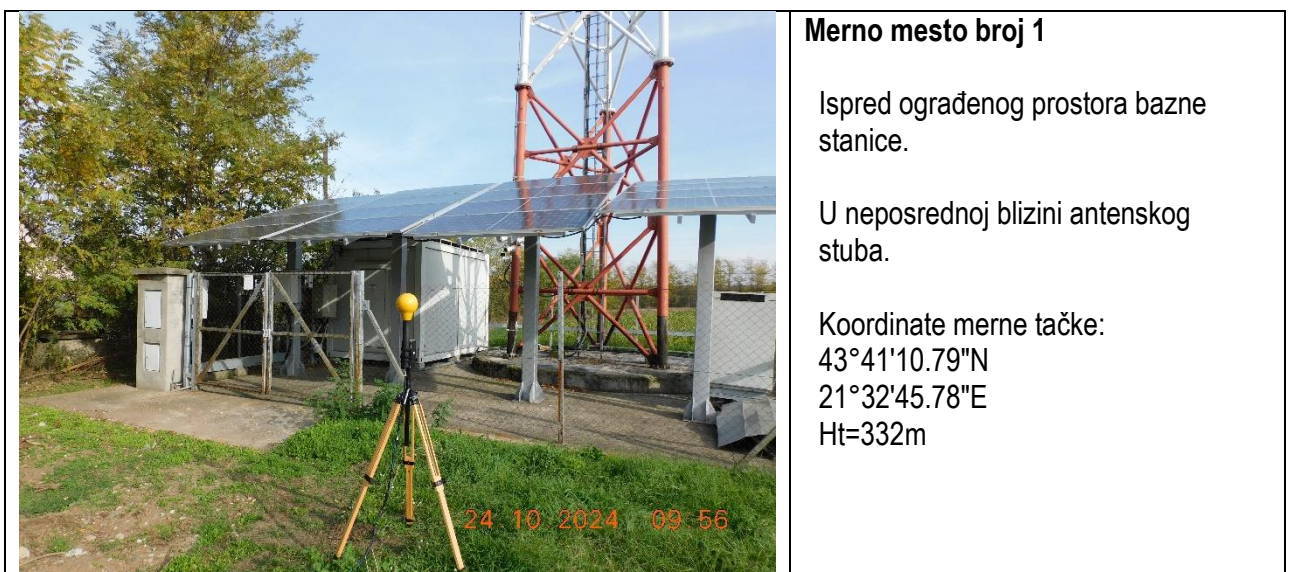 Merno mesto broj 1
Ispred ograđenog prostora bazne
stanice.
U neposrednoj blizini antenskog
stuba.
Koordinate merne tačke:
43°41'10.79"N
21°32'45.78"E
Ht=332m
24 10 2024 09 56